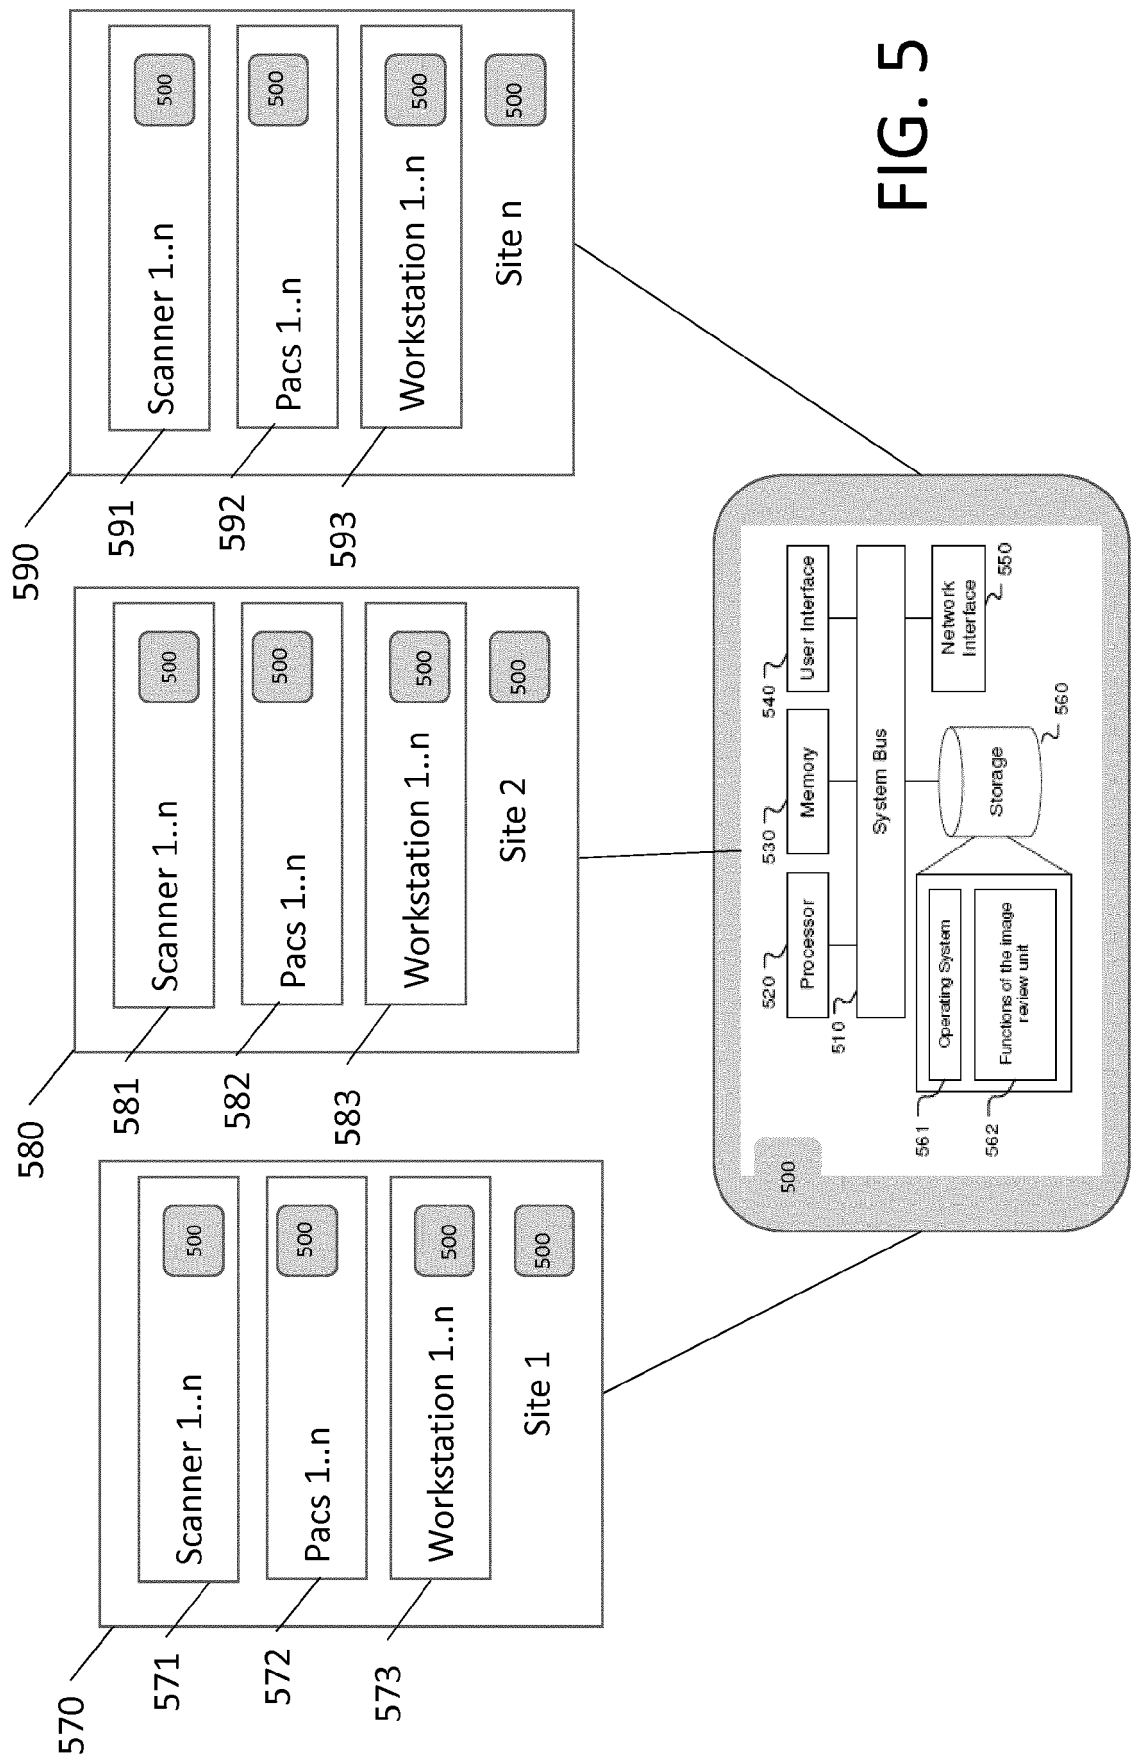 570
571
Scanner 1..n
500
572
Pacs 1..n
500
573
Workstation 1..n
500
Site 1
500
580
581
Scanner 1..n
500
582
Pacs 1..n
500
583
Workstation 1..n
500
Site 2
500
590
591
Scanner 1..n
500
592
Pacs 1..n
500
593
Workstation 1..n
500
Site n
500
500
520
530
540
Processor
Memory
User Interface
510
System Bus
561
Operating System
562
Functions of the image
review unit
Storage
560
Network
Interface
550
FIG. 5